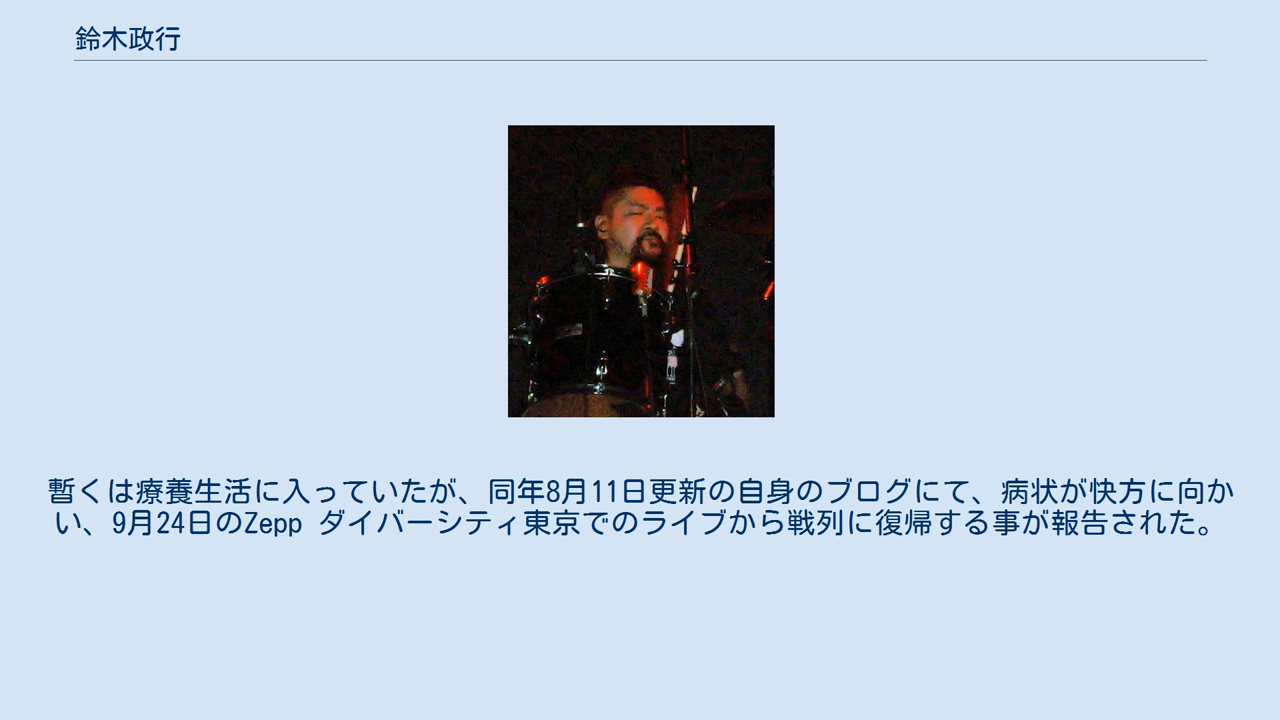 鈴木政行
暫くは療養生活に入っていたが、同年8月11日更新の自身のブログにて、病状が快方に向か
い、9月24日のZepp ダイバーシティ東京でのライブから戦列に復帰する事が報告された。